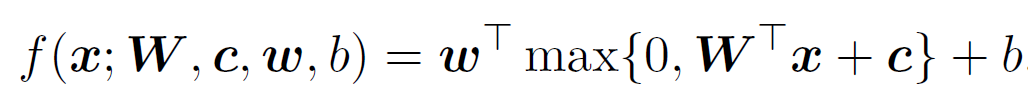 f(x; W, c, w, b) = w⊤ max{0, W⊤x + c} + b.